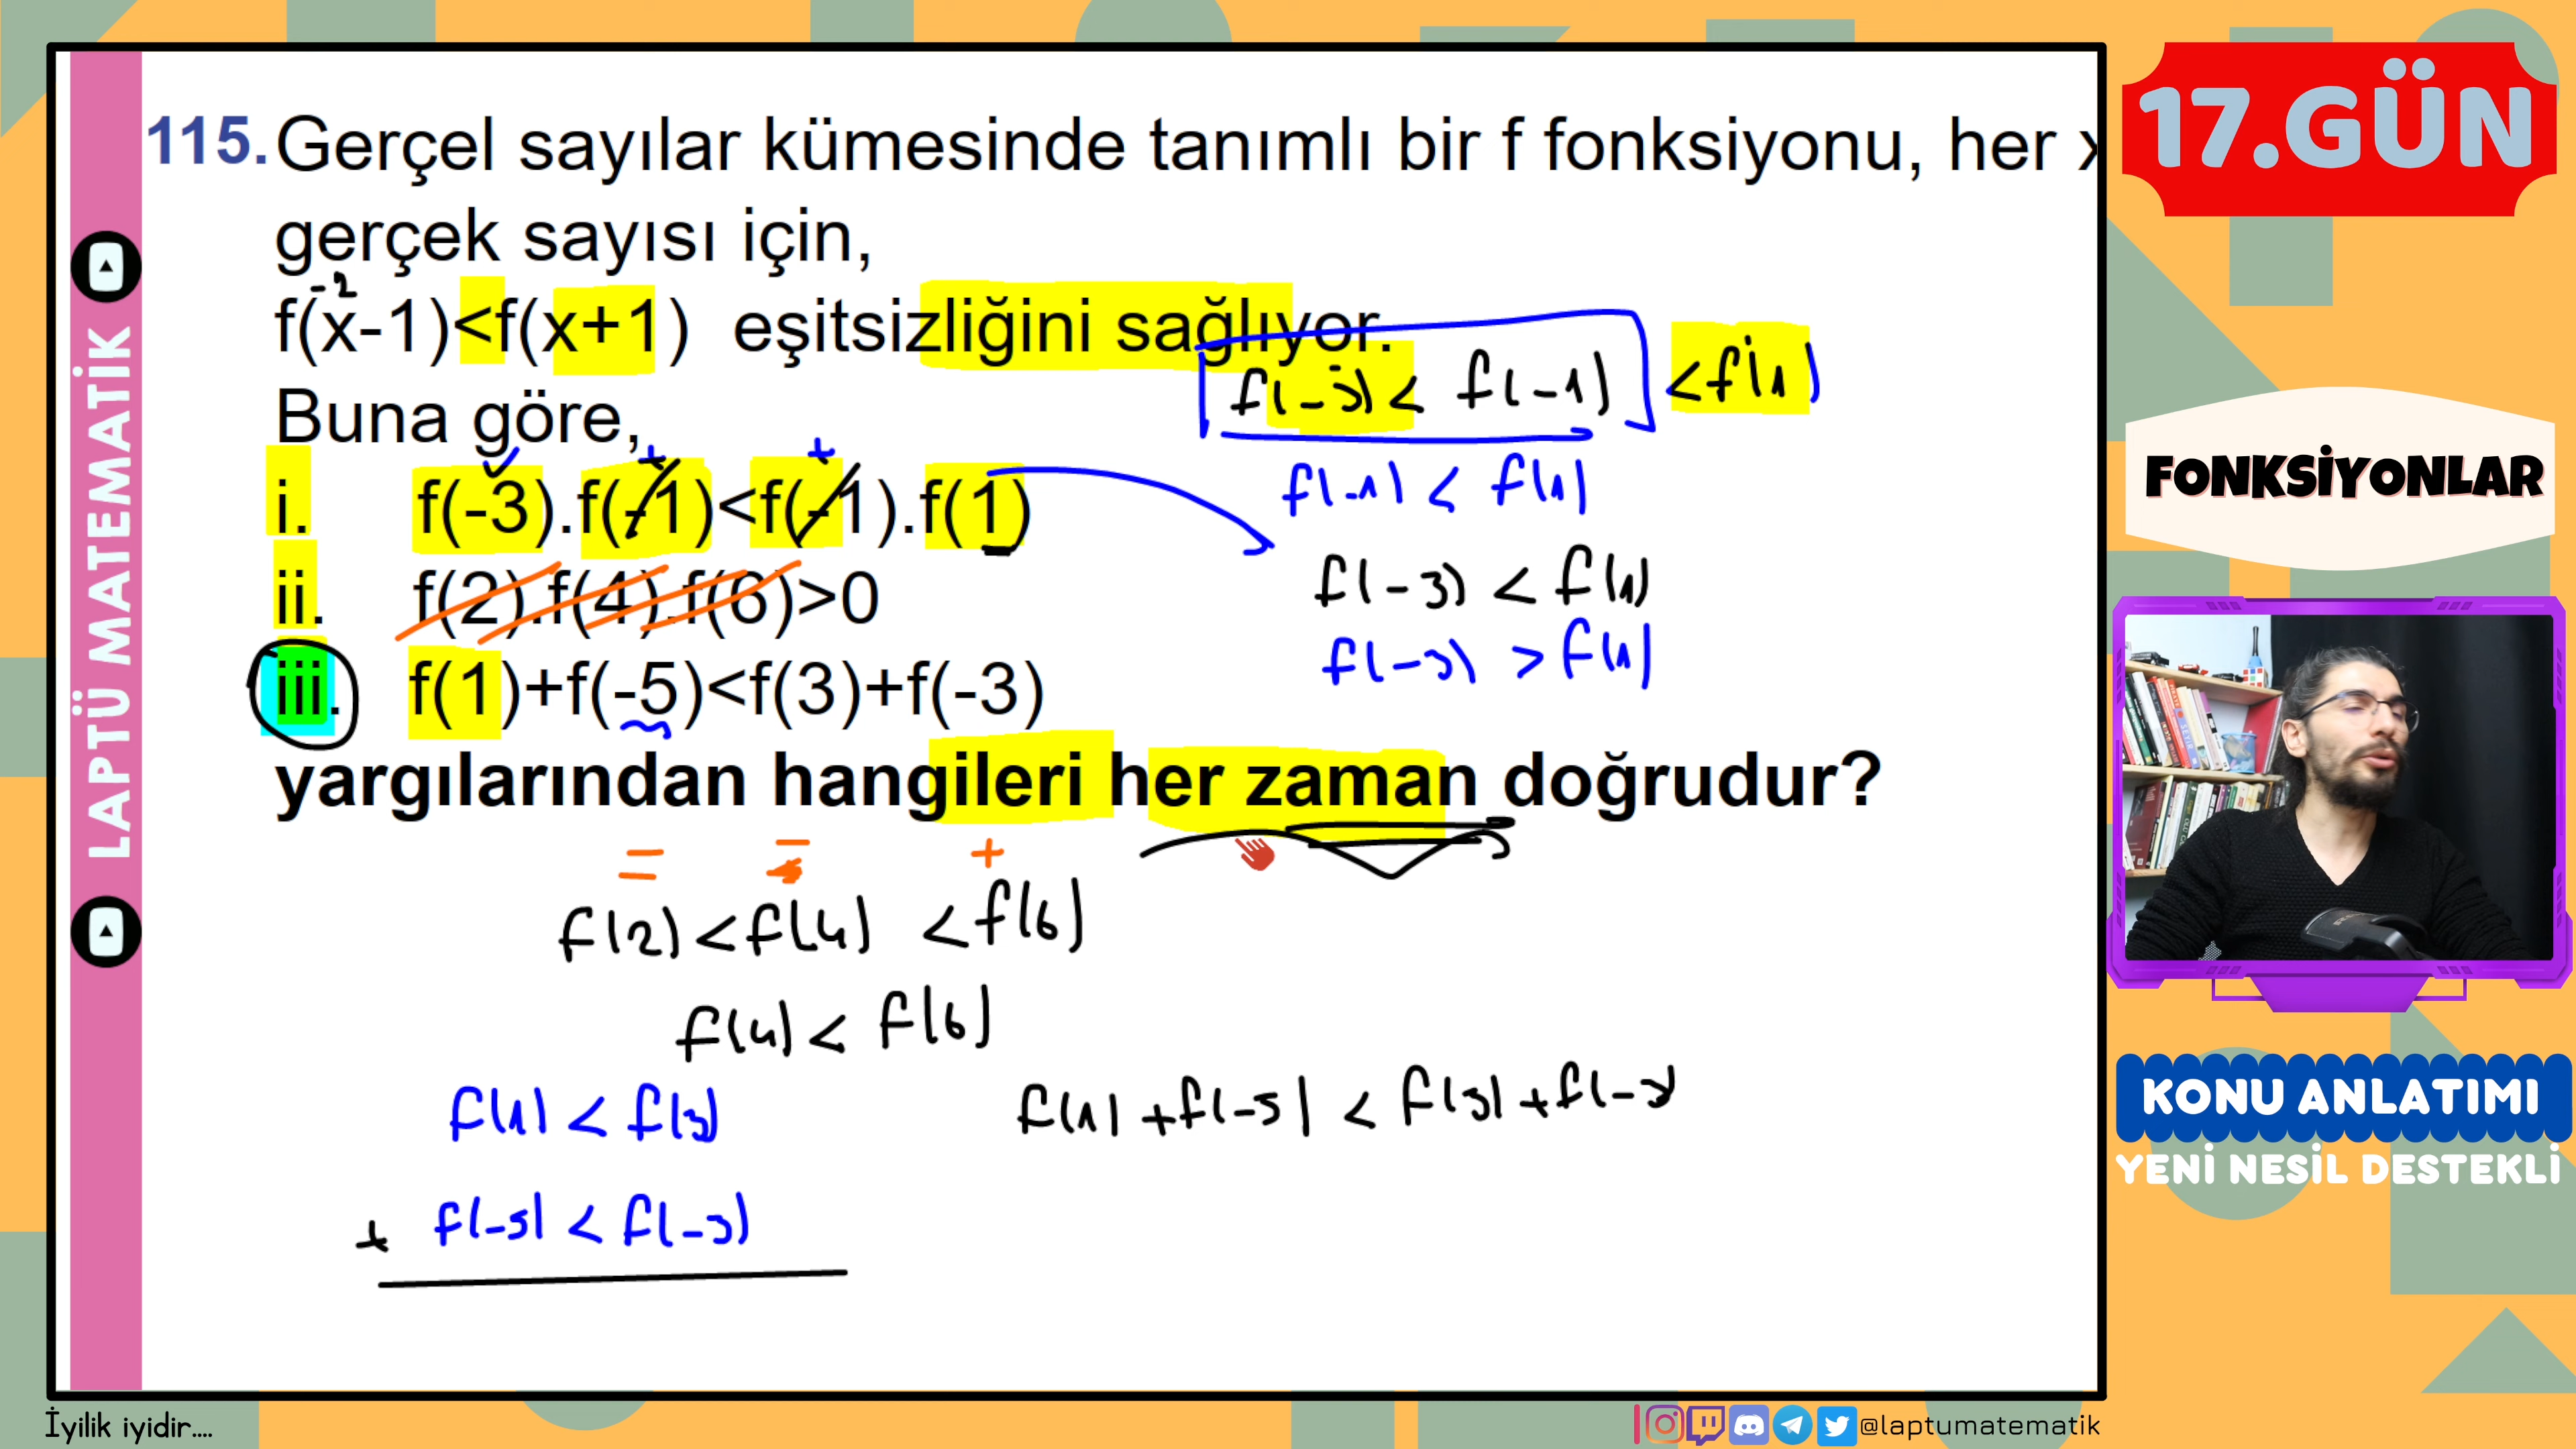 17.GÜN
115. Gerçel sayılar kümesinde tanımlı bir f fonksiyonu, her x
gerçek sayısı için,
-2
f(x-1)<f(x+1) eşitsizliğini sağlıyor.
f(-3) < f(-1) < f(1)
Buna göre,
f(-1) < f(1)
+ +
i. f(-3).f(-1)<f(-1).f(1)
f(-3) < f(1)
ii. f(2).f(4).f(6)>0
f(-3) > f(1)
iii. f(1)+f(-5)<f(3)+f(-3)
yargılarından hangileri her zaman doğrudur?
- +
f(2) < f(4) < f(6)
f(4) < f(6)
f(1) < f(3)
f(1) + f(-5) < f(3) + f(-3)
+ f(-5) < f(-3)
LAPTÜ MATEMATİK
FONKSİYONLAR
KONU ANLATIMI
YENİ NESİL DESTEKLİ
İyilik iyidir....
@laptumatematik